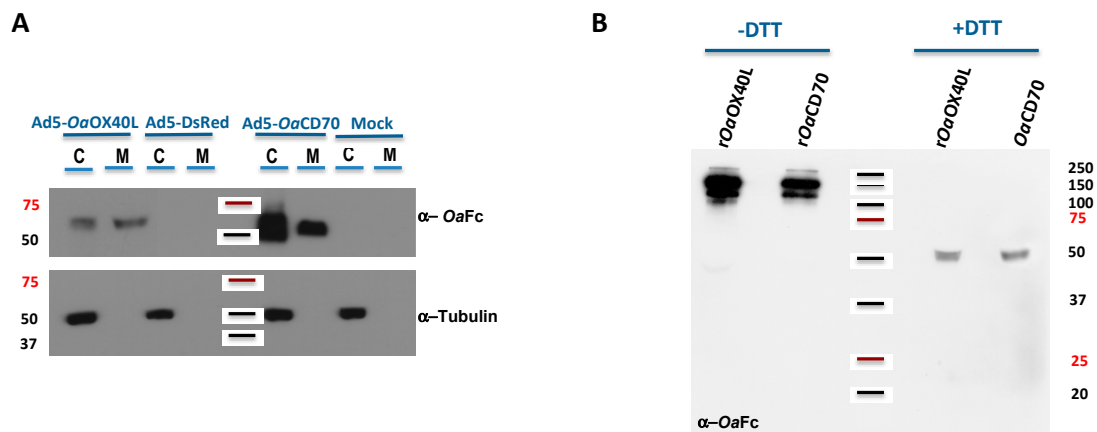 A
Ad5-OaOX40L Ad5-DsRed Ad5-OaCD70 Mock
C M C M C M C M
75
50
α– OaFc
75
50
37
α–Tubulin
B
-DTT +DTT
rOaOX40L rOaCD70 rOaOX40L OaCD70
250
150
100
75
50
37
25
20
α–OaFc